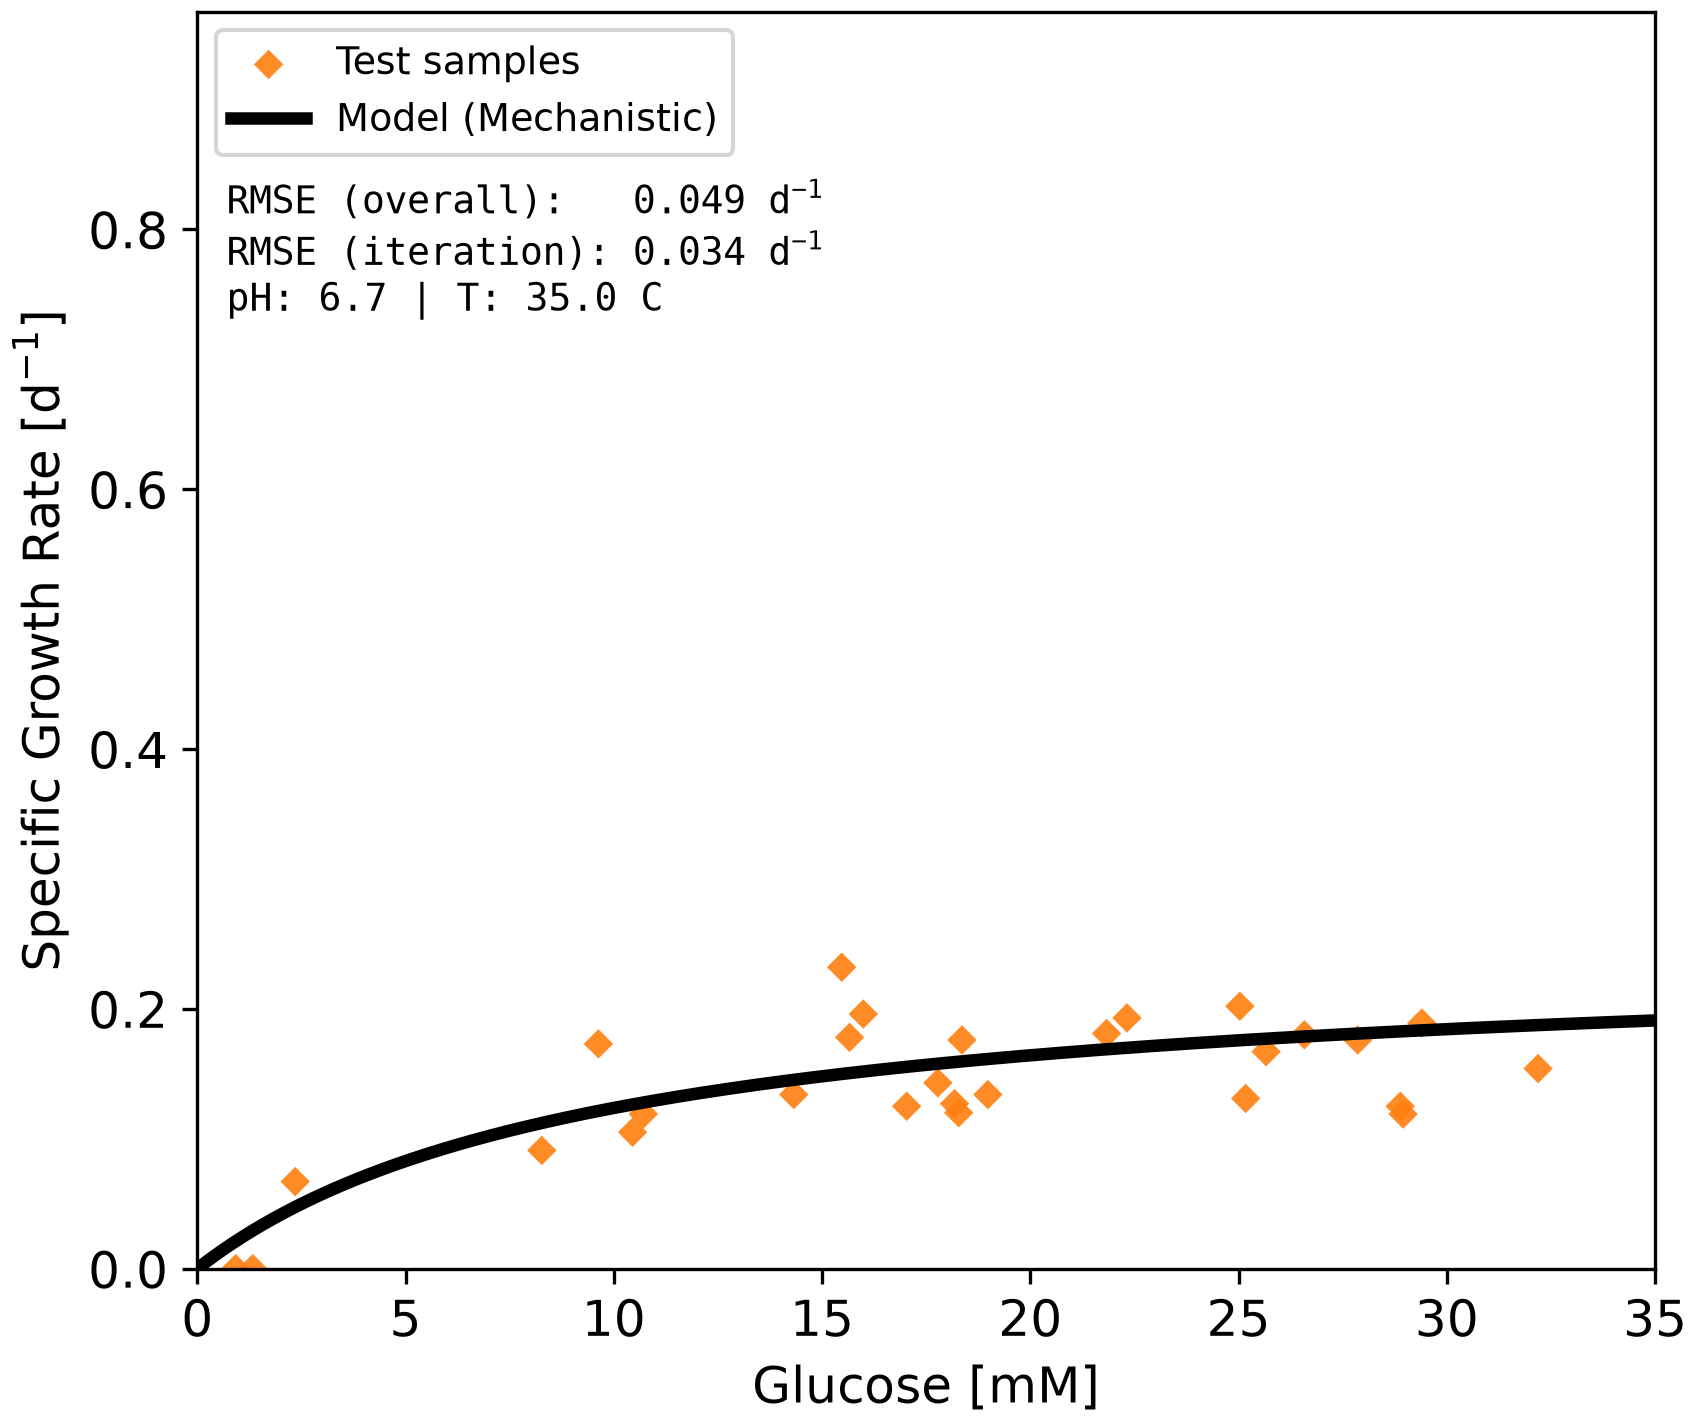 Test samples
Model (Mechanistic)
RMSE (overall):   0.049 d⁻¹
RMSE (iteration): 0.034 d⁻¹
pH: 6.7 | T: 35.0 C
Specific Growth Rate [d⁻¹]
0.8
0.6
0.4
0.2
0.0
0 5 10 15 20 25 30 35
Glucose [mM]